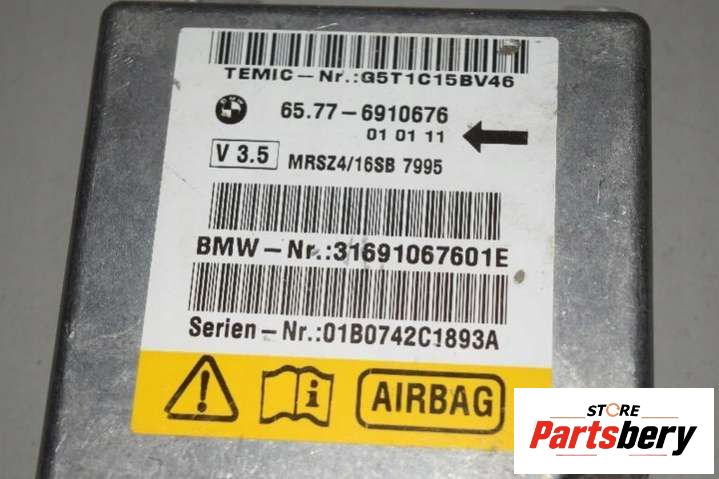 TEMIC-Nr.:G5T1C15BV46
BMW
65.77-6910676
01 01 11
V 3.5
MRSZ4/16SB 7995
BMW-Nr.:31691067601E
Serien-Nr.:01B0742C1893A
AIRBAG
STORE
Partsbery